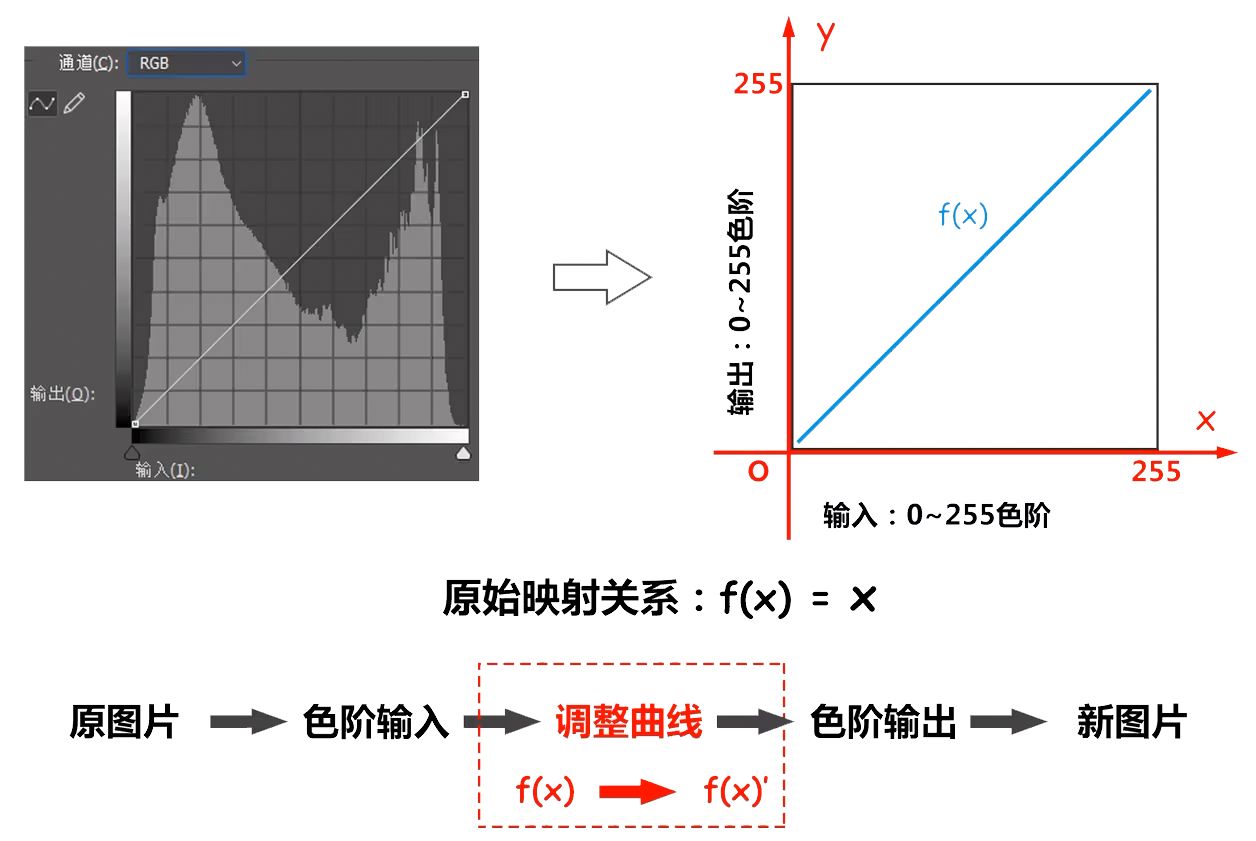 通道(C): RGB
输出(O):
输入(I):
y
255
f(x)
输出：0~255色阶
x
O
255
输入：0~255色阶
原始映射关系：f(x) = x
原图片 色阶输入 调整曲线 色阶输出 新图片
f(x) f(x)'